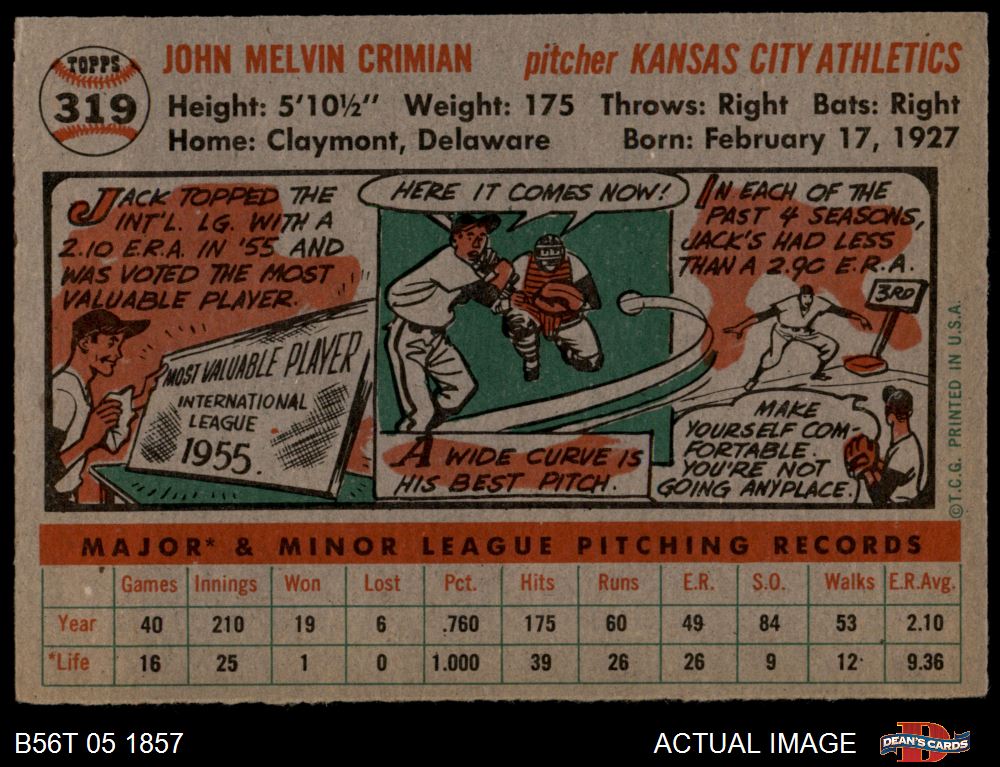 TOPPS
319
JOHN MELVIN CRIMIAN pitcher KANSAS CITY ATHLETICS
Height: 5'10½" Weight: 175 Throws: Right Bats: Right
Home: Claymont, Delaware Born: February 17, 1927
JACK TOPPED THE
INT'L. LG. WITH A
2.10 E.R.A. IN '55 AND
WAS VOTED THE MOST
VALUABLE PLAYER.
MOST VALUABLE PLAYER
INTERNATIONAL
LEAGUE
1955.
HERE IT COMES NOW!
A WIDE CURVE IS
HIS BEST PITCH.
IN EACH OF THE
PAST 4 SEASONS,
JACK'S HAD LESS
THAN A 2.90 E.R.A.
3RD
MAKE
YOURSELF COM-
FORTABLE.
YOU'RE NOT
GOING ANYPLACE.
©T.C.G. PRINTED IN U.S.A.
MAJOR* & MINOR LEAGUE PITCHING RECORDS
Games Innings Won Lost Pct. Hits Runs E.R. S.O. Walks E.R.Avg.
Year 40 210 19 6 .760 175 60 49 84 53 2.10
*Life 16 25 1 0 1.000 39 26 26 9 12 9.36
B56T 05 1857 ACTUAL IMAGE
D
DEAN'S CARDS